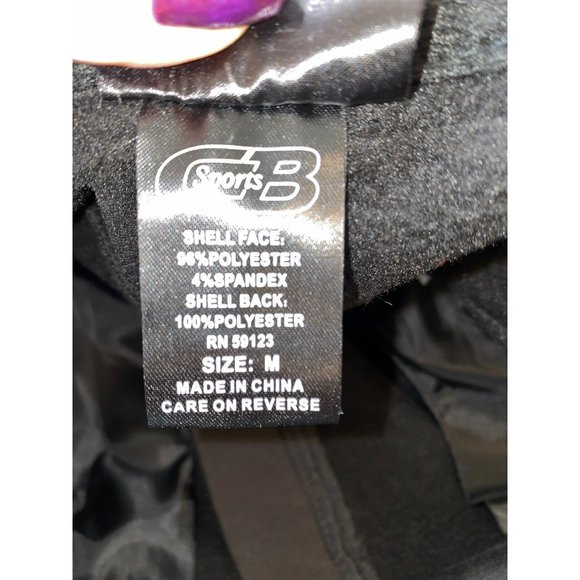 CB Sports
SHELL FACE:
96%POLYESTER
4%SPANDEX
SHELL BACK:
100%POLYESTER
RN 59123
SIZE: M
MADE IN CHINA
CARE ON REVERSE